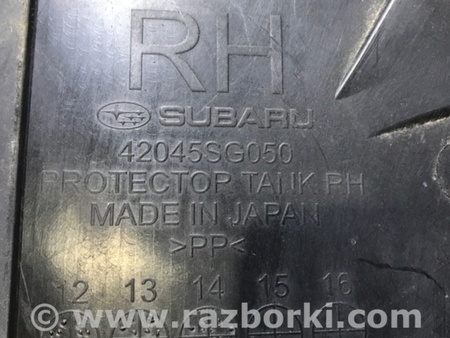 RH
SUBARU
42045SG050
PROTECTOR TANK RH
MADE IN JAPAN
>PP<
12 13 14 15 16
© www.razborki.com